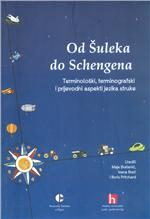 Od Šuleka
do Schengena
Terminološki, terminografski
i prijevodni aspekti jezika struke
Uredili
Maja Bratanić,
Ivana Brač
i Boris Pritchard